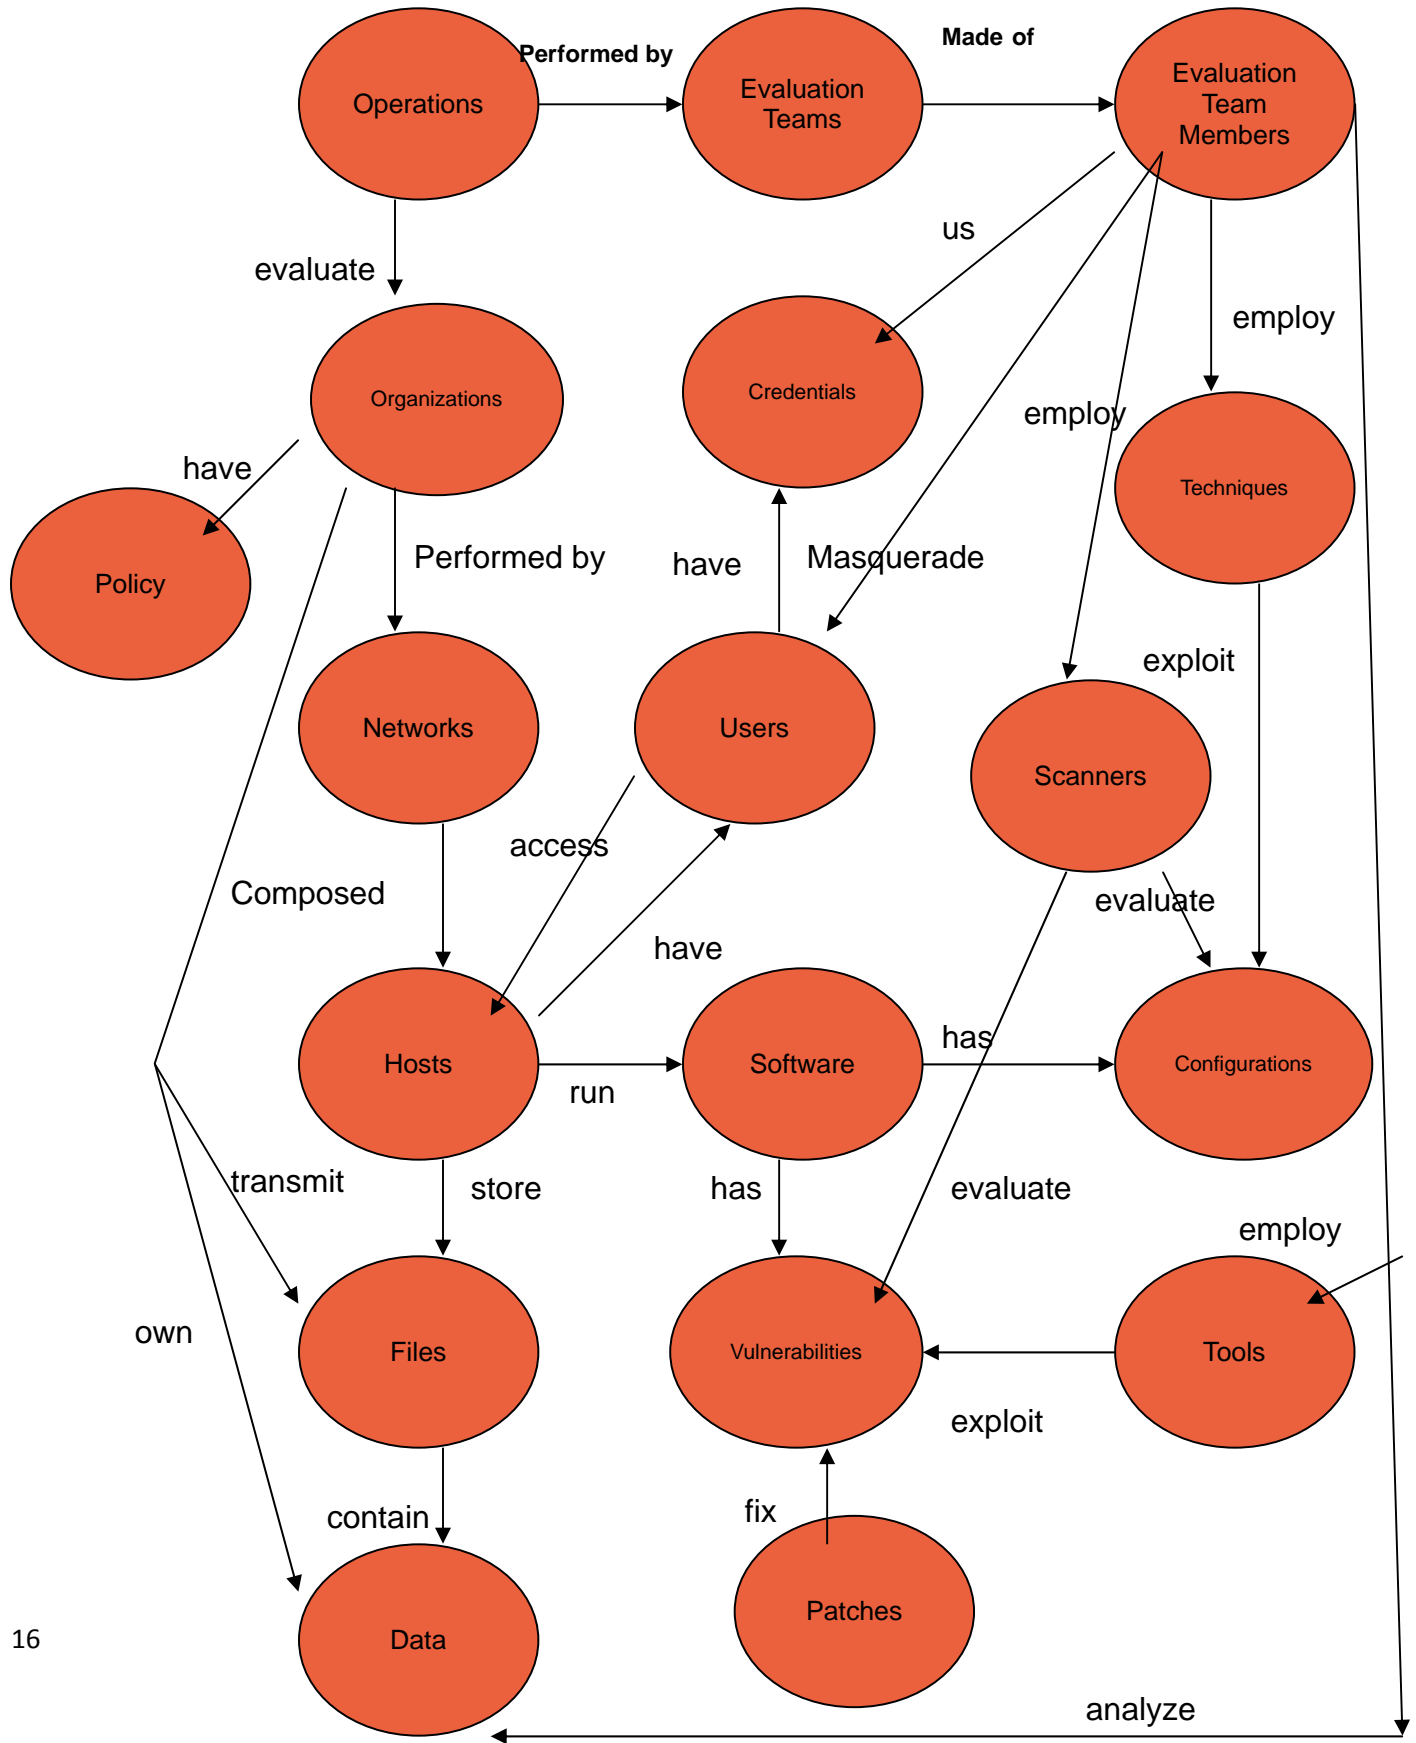 Performed by
Made of
Operations
Evaluation
Teams
Evaluation
Team
Members
us
evaluate
employ
Organizations
Credentials
employ
have
Techniques
Policy
Performed by
have
Masquerade
exploit
Networks
Users
Scanners
access
Composed
evaluate
have
Hosts
run
Software
has
Configurations
transmit
store
has
evaluate
employ
own
Files
Vulnerabilities
Tools
exploit
contain
fix
Patches
Data
16
analyze